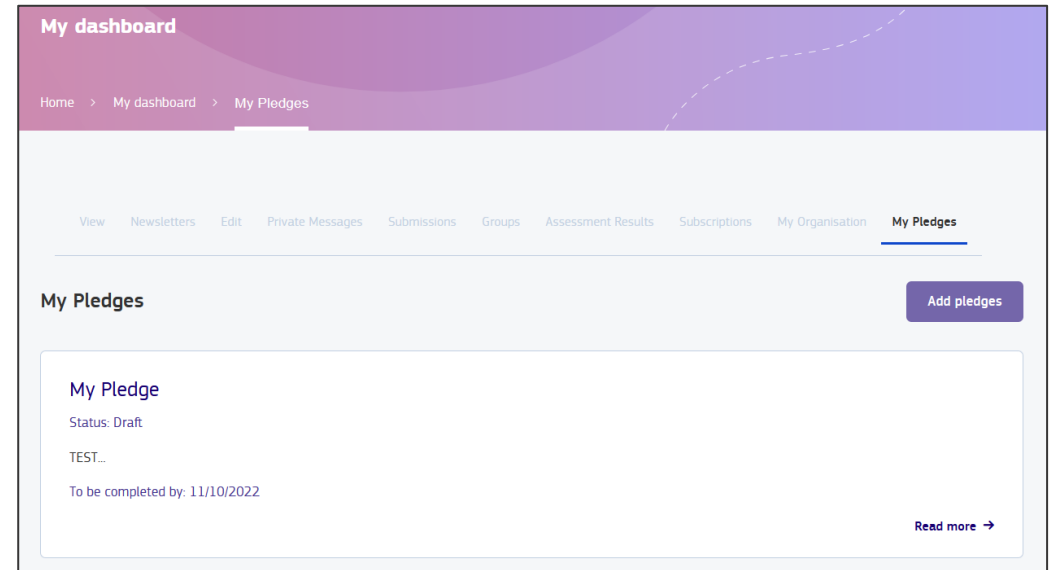 My dashboard
Home > My dashboard > My Pledges
View Newsletters Edit Private Messages Submissions Groups Assessment Results Subscriptions My Organisation My Pledges
My Pledges
Add pledges
My Pledge
Status: Draft
TEST...
To be completed by: 11/10/2022
Read more →